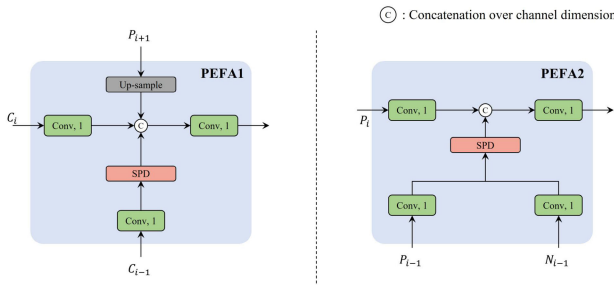 © : Concatenation over channel dimension
P_{i+1}
PEFA1
Up-sample
C_i
Conv, 1
C
Conv, 1
SPD
Conv, 1
C_{i-1}
PEFA2
P_i
Conv, 1
C
Conv, 1
SPD
Conv, 1
Conv, 1
P_{i-1}
N_{i-1}